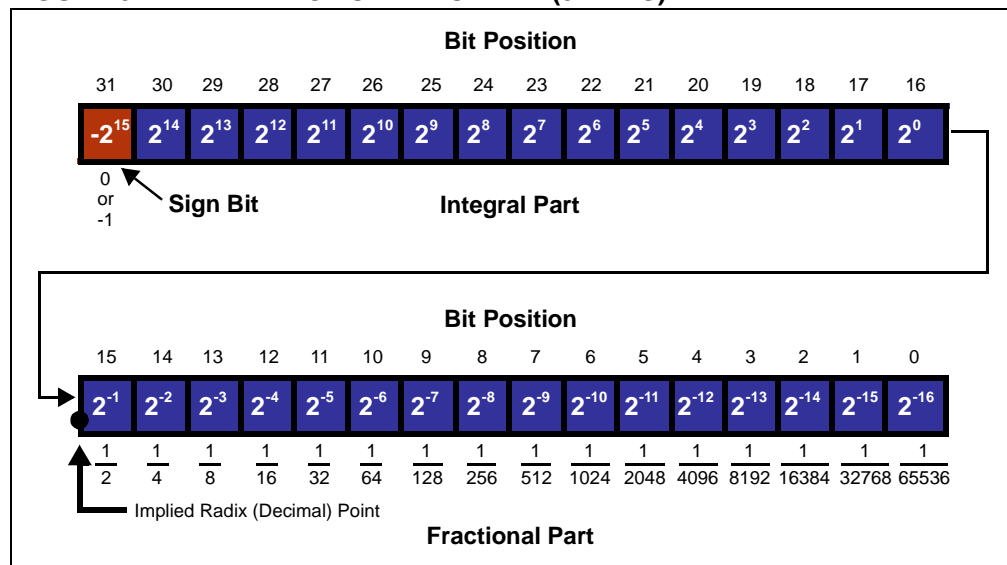 Bit Position
31 30 29 28 27 26 25 24 23 22 21 20 19 18 17 16
-2^15 2^14 2^13 2^12 2^11 2^10 2^9 2^8 2^7 2^6 2^5 2^4 2^3 2^2 2^1 2^0
0
or
-1
Sign Bit
Integral Part
Bit Position
15 14 13 12 11 10 9 8 7 6 5 4 3 2 1 0
2^-1 2^-2 2^-3 2^-4 2^-5 2^-6 2^-7 2^-8 2^-9 2^-10 2^-11 2^-12 2^-13 2^-14 2^-15 2^-16
1 1 1 1 1 1 1 1 1 1 1 1 1 1 1 1
2 4 8 16 32 64 128 256 512 1024 2048 4096 8192 16384 32768 65536
Implied Radix (Decimal) Point
Fractional Part